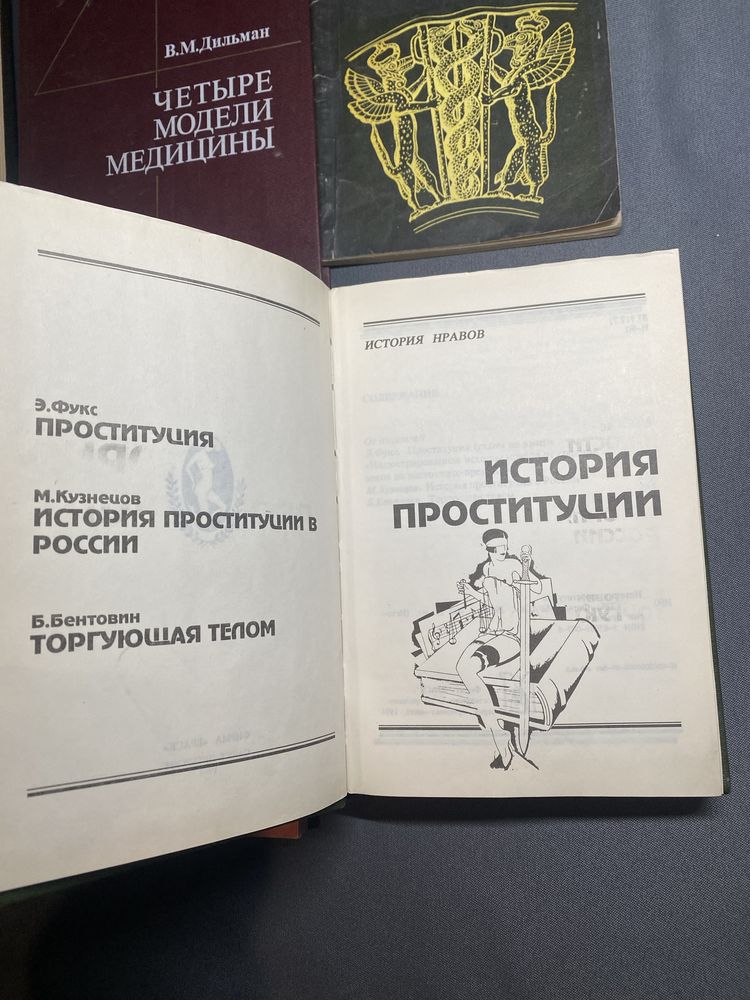 В.М.Дильман
ЧЕТЫРЕ
МОДЕЛИ
МЕДИЦИНЫ
Э.Фукс
ПРОСТИТУЦИЯ
М.Кузнецов
ИСТОРИЯ ПРОСТИТУЦИИ В
РОССИИ
Б.Бентовин
ТОРГУЮЩАЯ ТЕЛОМ
ИСТОРИЯ НРАВОВ
ИСТОРИЯ
ПРОСТИТУЦИИ